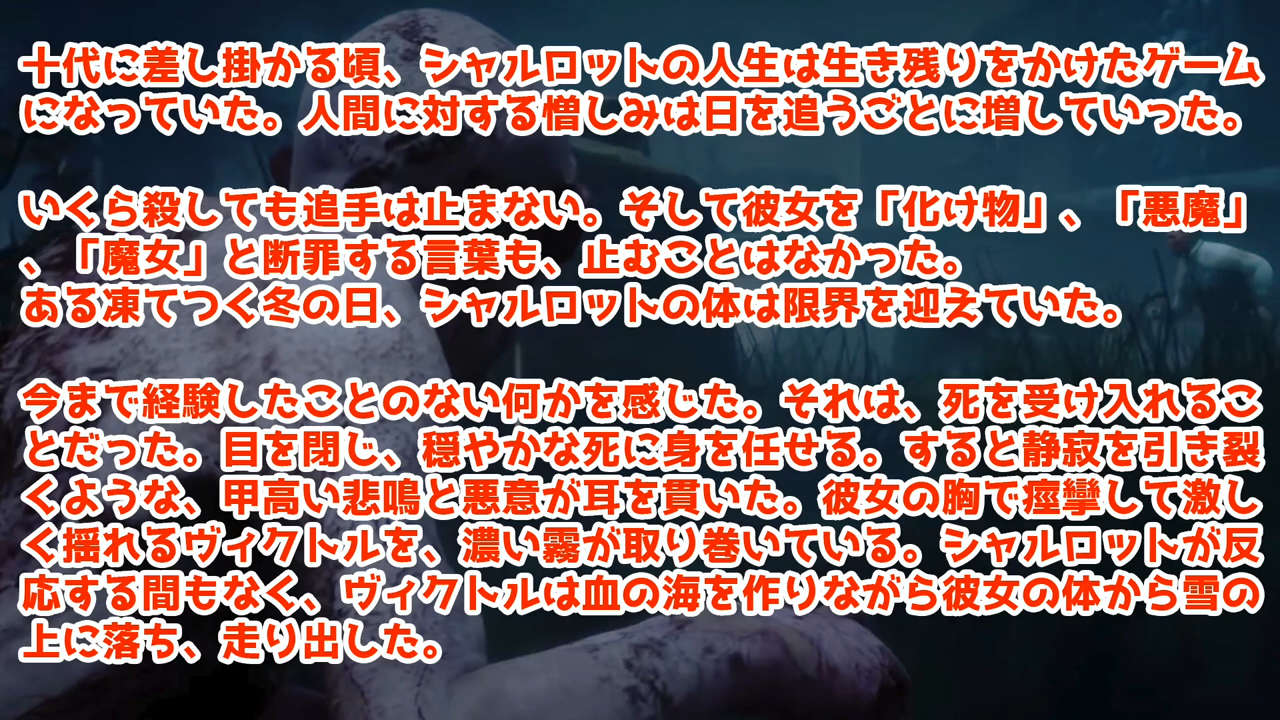 十代に差し掛かる頃、シャルロットの人生は生き残りをかけたゲーム
になっていた。人間に対する憎しみは日を追うごとに増していった。
いくら殺しても追手は止まない。そして彼女を「化け物」、「悪魔」
、「魔女」と断罪する言葉も、止むことはなかった。
ある凍てつく冬の日、シャルロットの体は限界を迎えていた。
今まで経験したことのない何かを感じた。それは、死を受け入れるこ
とだった。目を閉じ、穏やかな死に身を任せる。すると静寂を引き裂
くような、甲高い悲鳴と悪意が耳を貫いた。彼女の胸で痙攣して激し
く揺れるヴィクトルを、濃い霧が取り巻いている。シャルロットが反
応する間もなく、ヴィクトルは血の海を作りながら彼女の体から雪の
上に落ち、走り出した。